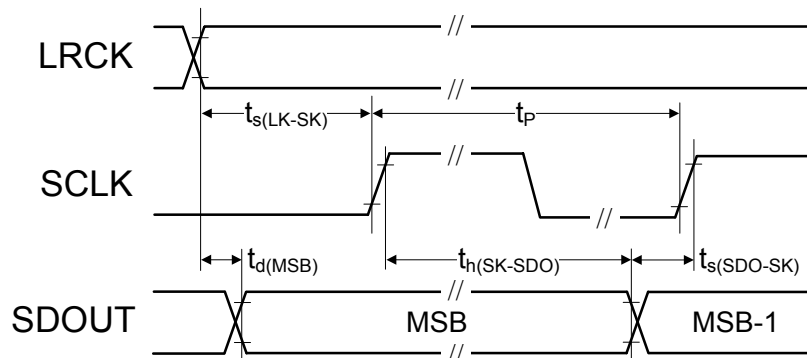 LRCK
//
//
ts(LK-SK) tP
SCLK
//
//
td(MSB) th(SK-SDO) ts(SDO-SK)
SDOUT
//
MSB MSB-1
//